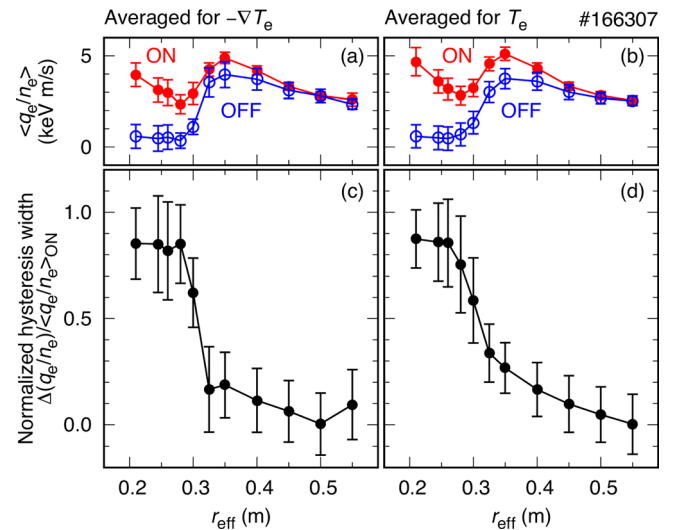 Averaged for −∇Te
Averaged for Te
#166307
<qe/ne>
(keV m/s)
5
0
ON
(a)
OFF
ON
(b)
OFF
Normalized hysteresis width
Δ(qe/ne)/<qe/ne>ON
1.0
0.5
0.0
(c)
(d)
0.2 0.3 0.4 0.5
0.2 0.3 0.4 0.5
reff (m)
reff (m)